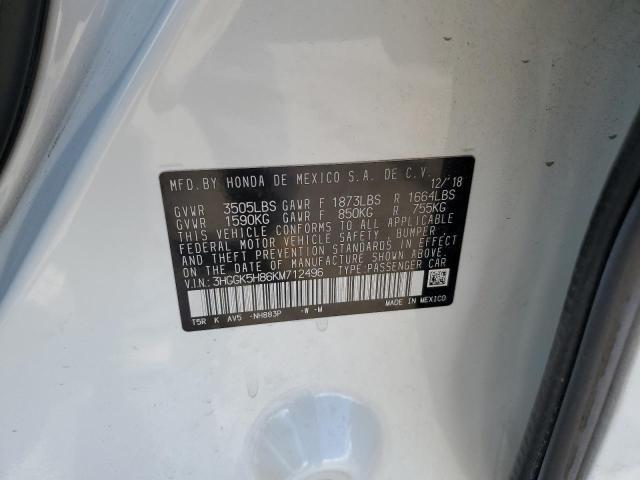 MFD.BY HONDA DE MEXICO S.A. DE C.V. 12/'18
GVWR 3505LBS GAWR F 1873LBS R 1664LBS
GVWR 1590KG GAWR F 850KG R 755KG
THIS VEHICLE CONFORMS TO ALL APPLICABLE
FEDERAL MOTOR VEHICLE SAFETY, BUMPER,
AND THEFT PREVENTION STANDARDS IN EFFECT
ON THE DATE OF MANUFACTURE SHOWN ABOVE.
V.I.N: 3HGGK5H86KM712496 TYPE PASSENGER CAR
MADE IN MEXICO
T5R K AV5 -NH883P -W -M